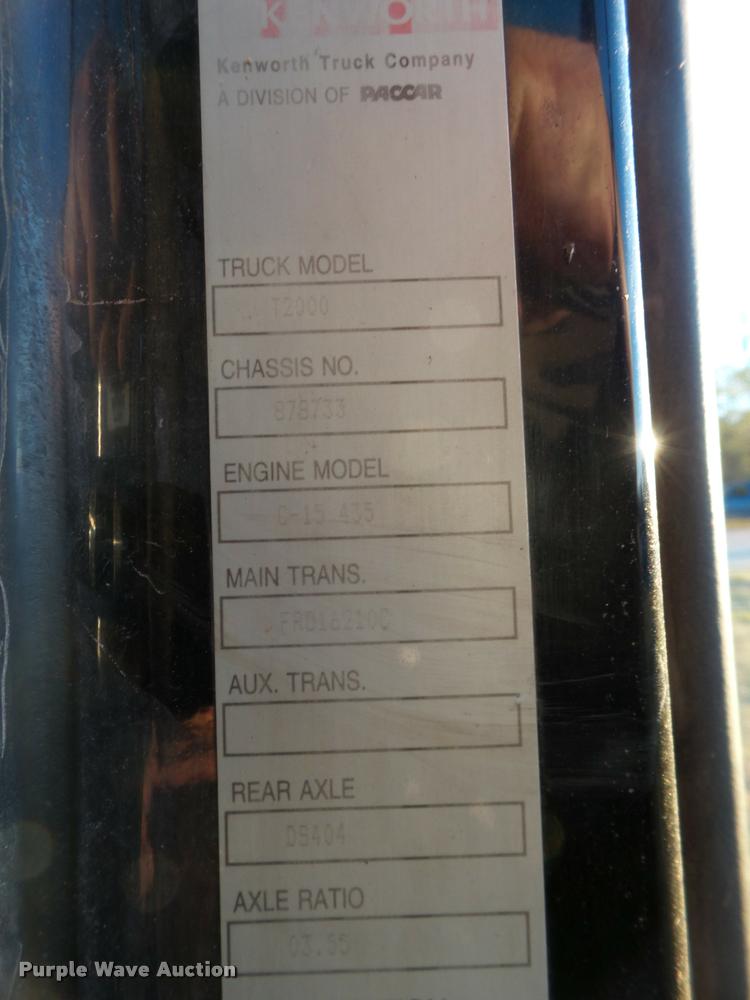 KENWORTH
Kenworth Truck Company
A DIVISION OF PACCAR
TRUCK MODEL
T2000
CHASSIS NO.
878733
ENGINE MODEL
C-15 435
MAIN TRANS.
AUX. TRANS.
REAR AXLE
DS404
AXLE RATIO
03.55
Purple Wave Auction